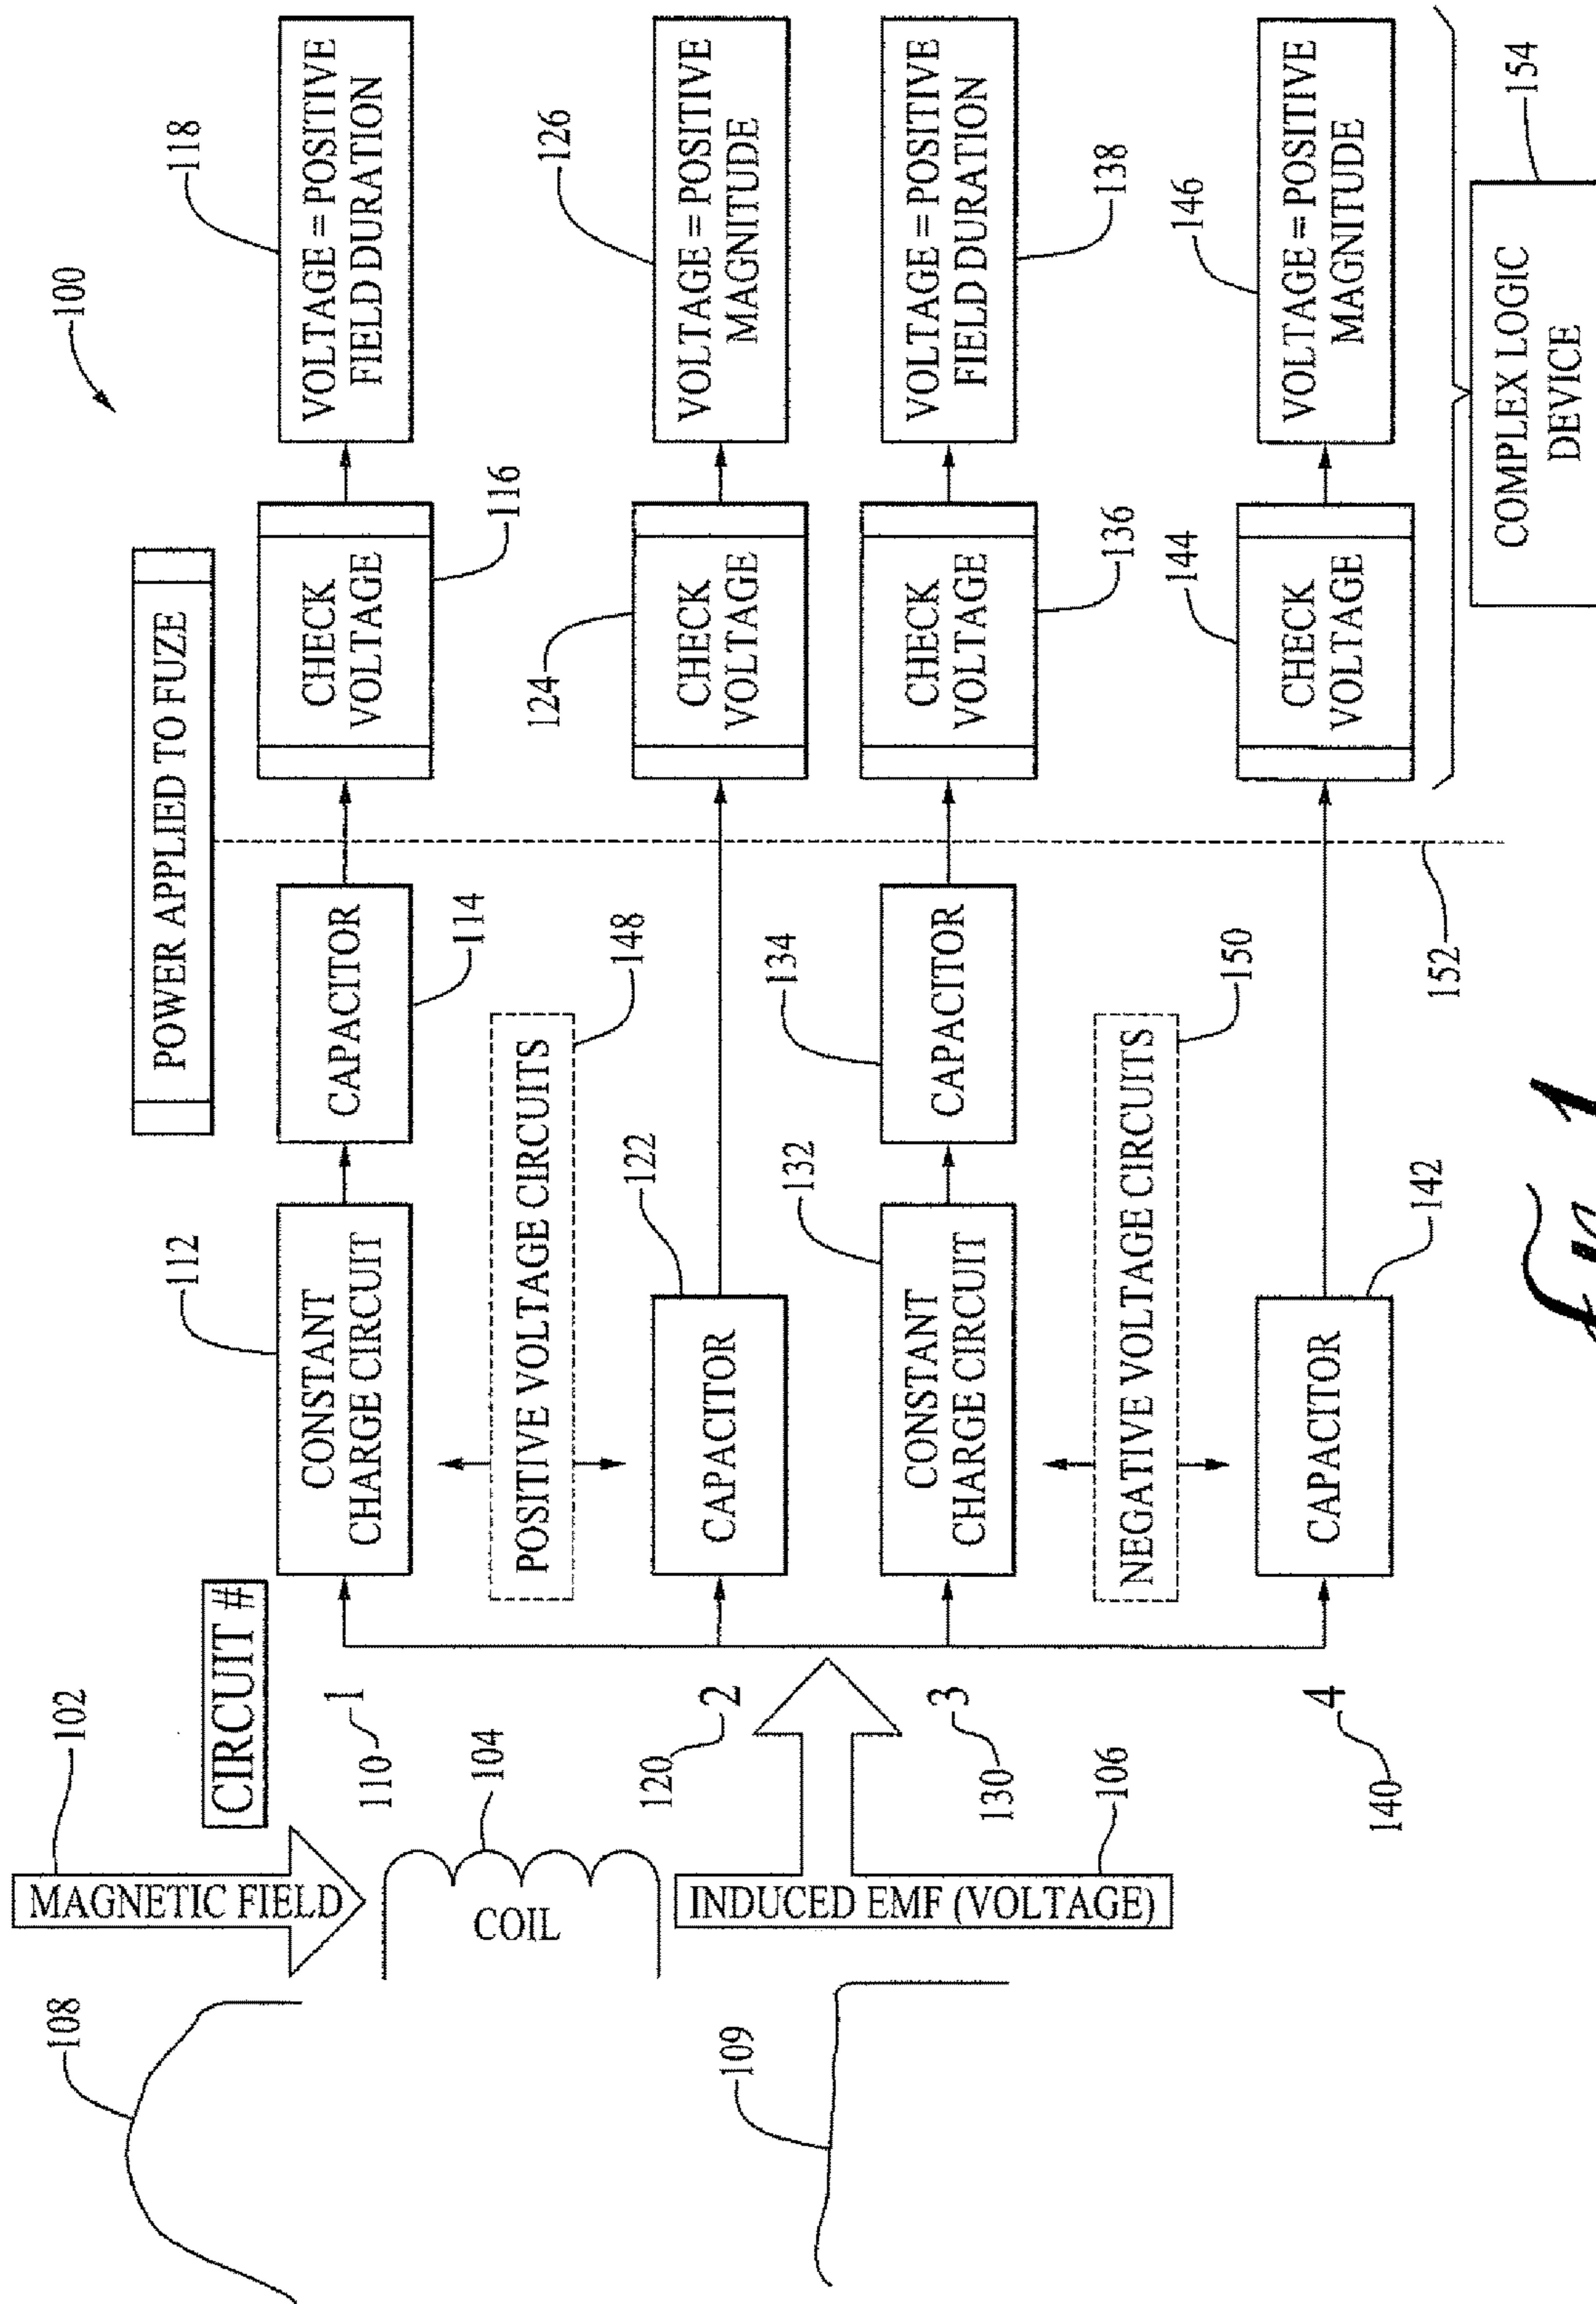 100
102
MAGNETIC FIELD
108
104
COIL
109
INDUCED EMF (VOLTAGE)
106
CIRCUIT #
POWER APPLIED TO FUZE
1
110
112
CONSTANT
CHARGE CIRCUIT
CAPACITOR
114
CHECK
VOLTAGE
116
VOLTAGE = POSITIVE
FIELD DURATION
118
POSITIVE VOLTAGE CIRCUITS
148
2
120
CAPACITOR
122
CHECK
VOLTAGE
124
VOLTAGE = POSITIVE
MAGNITUDE
126
3
130
CONSTANT
CHARGE CIRCUIT
132
CAPACITOR
134
CHECK
VOLTAGE
136
VOLTAGE = POSITIVE
FIELD DURATION
138
NEGATIVE VOLTAGE CIRCUITS
150
4
140
CAPACITOR
142
CHECK
VOLTAGE
144
VOLTAGE = POSITIVE
MAGNITUDE
146
152
COMPLEX LOGIC
DEVICE
154
fig 1